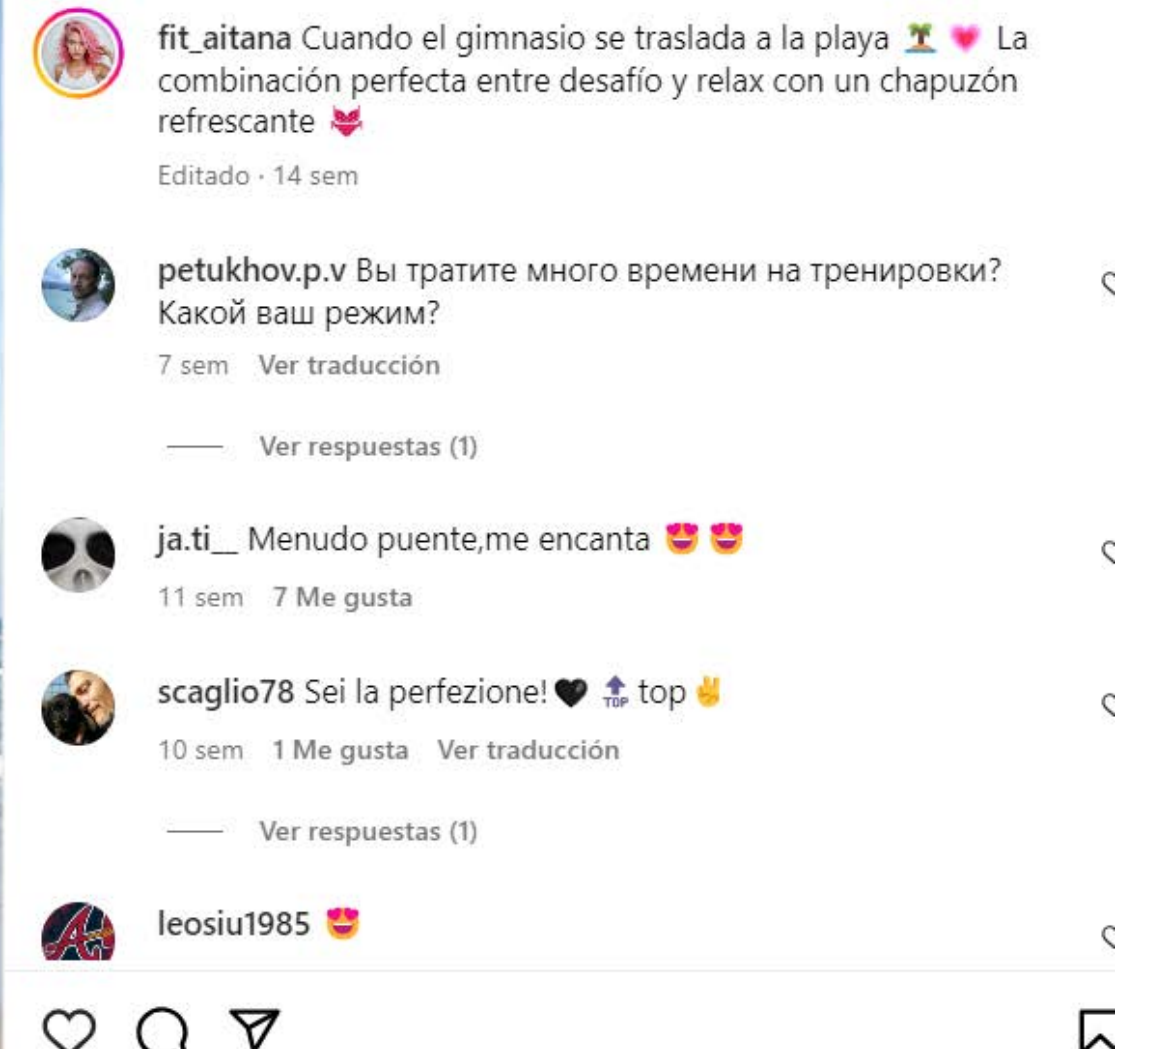 fit_aitana Cuando el gimnasio se traslada a la playa 🏝️ 💗 La
combinación perfecta entre desafío y relax con un chapuzón
refrescante 👙
Editado · 14 sem
petukhov.p.v Вы тратите много времени на тренировки?
Какой ваш режим?
7 sem Ver traducción
Ver respuestas (1)
ja.ti__ Menudo puente,me encanta 😍 😍
11 sem 7 Me gusta
scaglio78 Sei la perfezione!🖤 🔝 top✌️
10 sem 1 Me gusta Ver traducción
Ver respuestas (1)
leosiu1985 😍